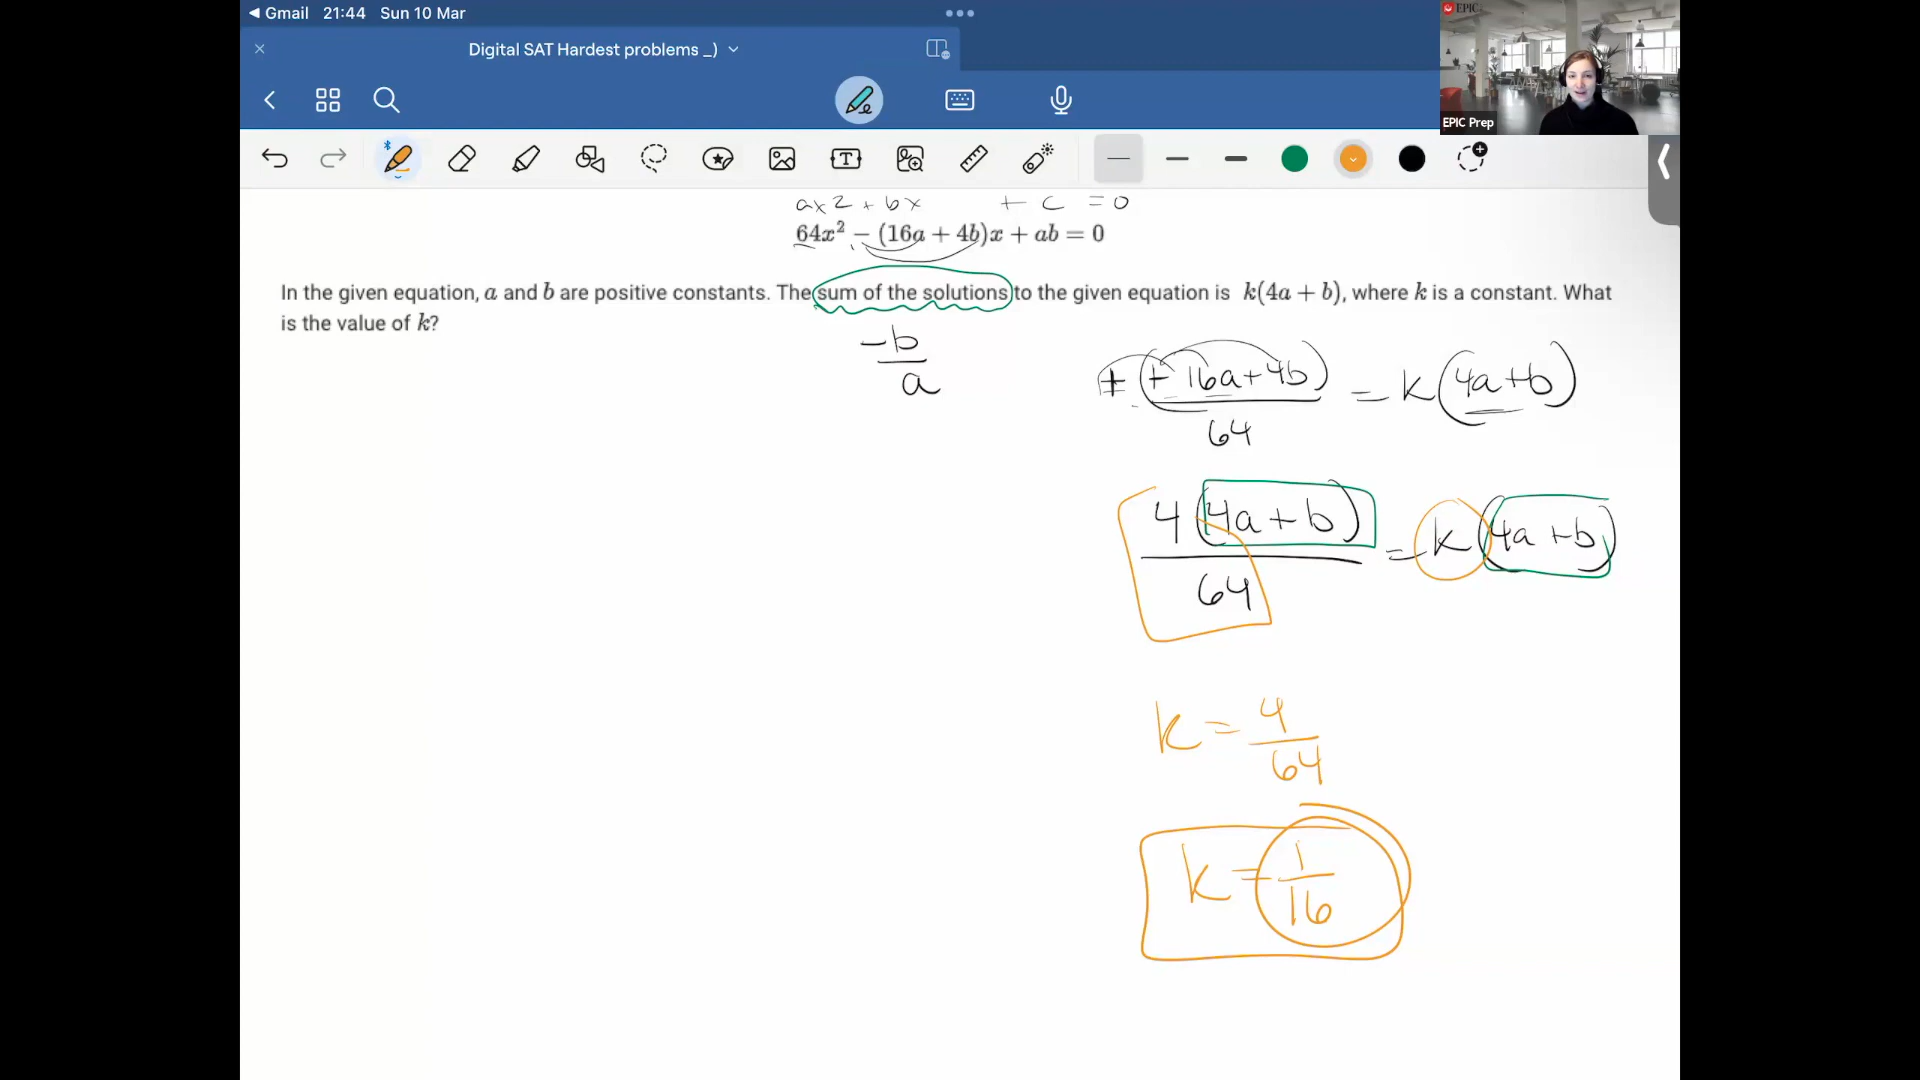 ◀ Gmail 21:44 Sun 10 Mar
EPIC
Digital SAT Hardest problems _)
EPIC Prep
ax2 + bx + c = 0
64x² − (16a + 4b)x + ab = 0
In the given equation, a and b are positive constants. The sum of the solutions to the given equation is k(4a + b), where k is a constant. What
is the value of k?
-b/a
+(+16a+4b)/64 = k(4a+b)
4(4a+b)/64 = k(4a+b)
k = 4/64
k = 1/16